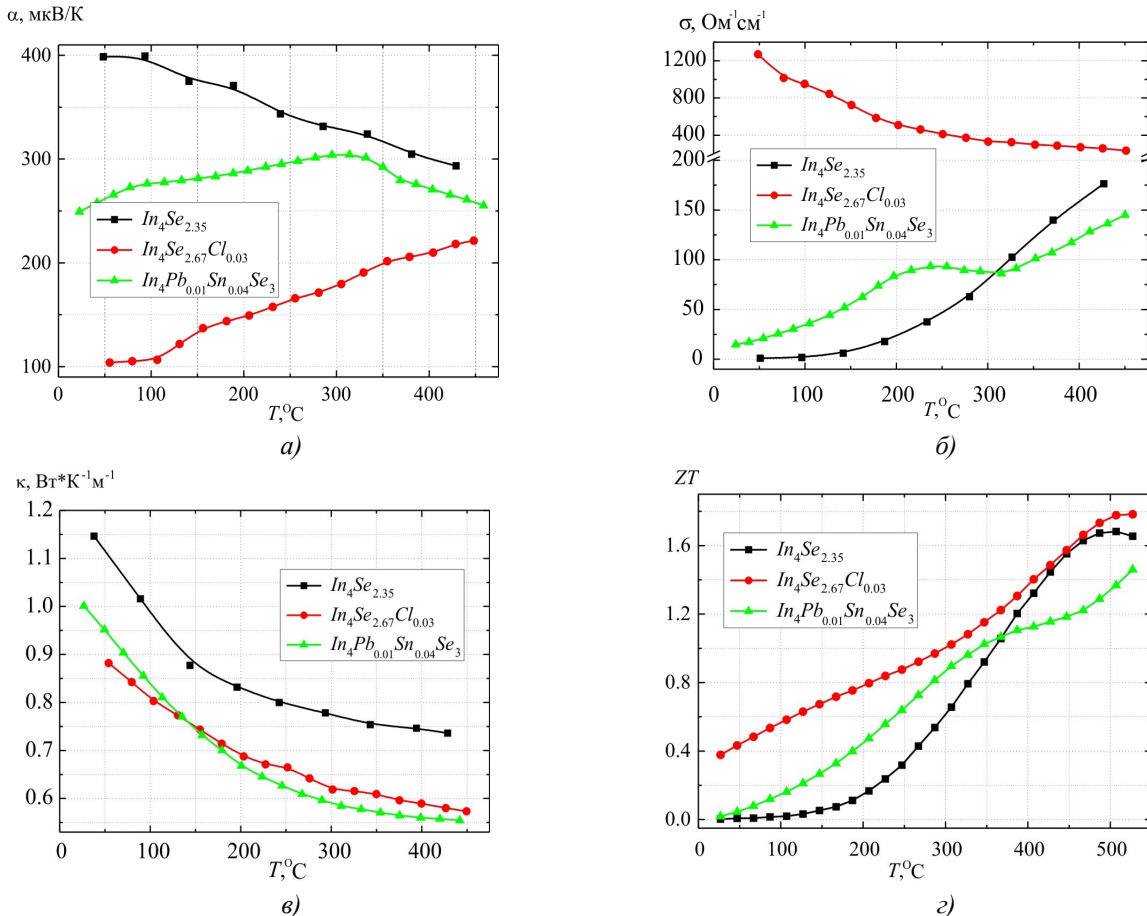 α, мкВ/К
400
300
200
100
0 100 200 300 400
In₄Se₂.₃₅
In₄Se₂.₆₇Cl₀.₀₃
In₄Pb₀.₀₁Sn₀.₀₄Se₃
T,°C
а)
σ, Ом⁻¹см⁻¹
1200
800
400
200
150
100
50
0
0 100 200 300 400
In₄Se₂.₃₅
In₄Se₂.₆₇Cl₀.₀₃
In₄Pb₀.₀₁Sn₀.₀₄Se₃
T,°C
б)
κ, Вт*К⁻¹м⁻¹
1.2
1.1
1.0
0.9
0.8
0.7
0.6
0 100 200 300 400
In₄Se₂.₃₅
In₄Se₂.₆₇Cl₀.₀₃
In₄Pb₀.₀₁Sn₀.₀₄Se₃
T,°C
в)
ZT
1.6
1.2
0.8
0.4
0.0
0 100 200 300 400 500
In₄Se₂.₃₅
In₄Se₂.₆₇Cl₀.₀₃
In₄Pb₀.₀₁Sn₀.₀₄Se₃
T,°C
г)